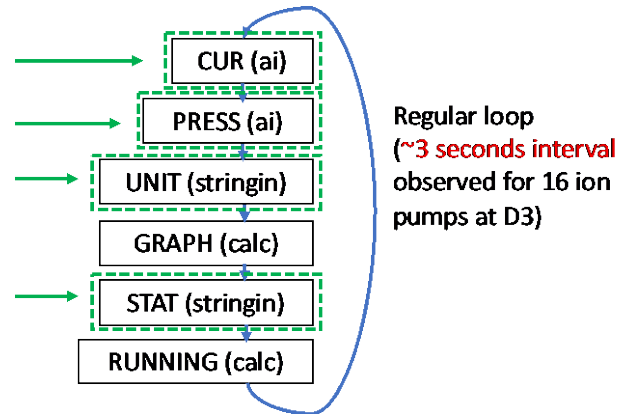 CUR (ai)
PRESS (ai)
UNIT (stringin)
GRAPH (calc)
STAT (stringin)
RUNNING (calc)
Regular loop
(~3 seconds interval
observed for 16 ion
pumps at D3)